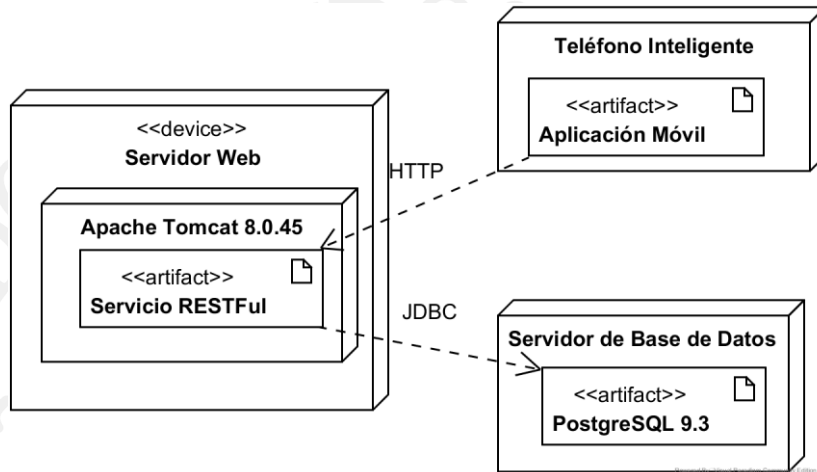 Teléfono Inteligente
<<artifact>>
Aplicación Móvil
<<device>>
Servidor Web
HTTP
Apache Tomcat 8.0.45
<<artifact>>
Servicio RESTFul
JDBC
Servidor de Base de Datos
<<artifact>>
PostgreSQL 9.3